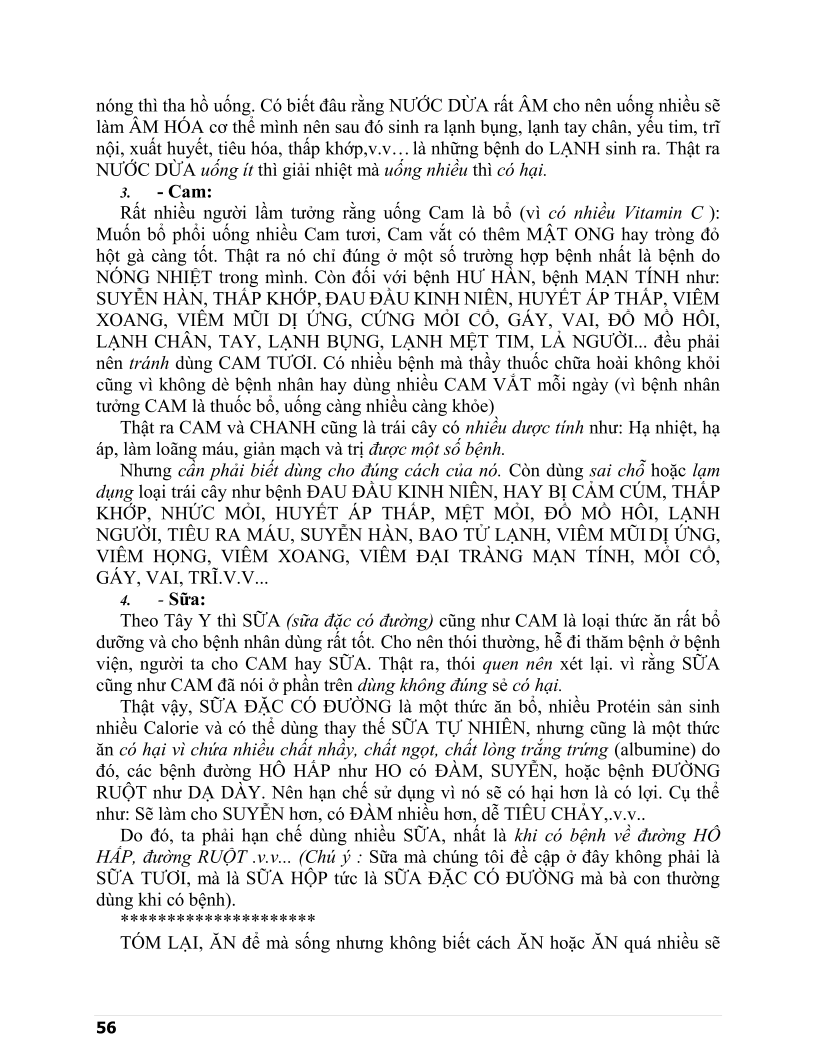 nóng thì tha hồ uống. Có biết đâu rằng NƯỚC DỪA rất ÂM cho nên uống nhiều sẽ
làm ÂM HÓA cơ thể mình nên sau đó sinh ra lạnh bụng, lạnh tay chân, yếu tim, trĩ
nội, xuất huyết, tiêu hóa, thấp khớp,v.v… là những bệnh do LẠNH sinh ra. Thật ra
NƯỚC DỪA uống ít thì giải nhiệt mà uống nhiều thì có hại.
3. - Cam:
Rất nhiều người lầm tưởng rằng uống Cam là bổ (vì có nhiều Vitamin C ):
Muốn bổ phổi uống nhiều Cam tươi, Cam vắt có thêm MẬT ONG hay tròng đỏ
hột gà càng tốt. Thật ra nó chỉ đúng ở một số trường hợp bệnh nhất là bệnh do
NÓNG NHIỆT trong mình. Còn đối với bệnh HƯ HÀN, bệnh MẠN TÍNH như:
SUYỄN HÀN, THẤP KHỚP, ĐAU ĐẦU KINH NIÊN, HUYẾT ÁP THẤP, VIÊM
XOANG, VIÊM MŨI DỊ ỨNG, CỨNG MỎI CỔ, GÁY, VAI, ĐỔ MỒ HÔI,
LẠNH CHÂN, TAY, LẠNH BỤNG, LẠNH MỆT TIM, LẢ NGƯỜI... đều phải
nên tránh dùng CAM TƯƠI. Có nhiều bệnh mà thầy thuốc chữa hoài không khỏi
cũng vì không dè bệnh nhân hay dùng nhiều CAM VẮT mỗi ngày (vì bệnh nhân
tưởng CAM là thuốc bổ, uống càng nhiều càng khỏe)
Thật ra CAM và CHANH cũng là trái cây có nhiều dược tính như: Hạ nhiệt, hạ
áp, làm loãng máu, giản mạch và trị được một số bệnh.
Nhưng cần phải biết dùng cho đúng cách của nó. Còn dùng sai chỗ hoặc lạm
dụng loại trái cây như bệnh ĐAU ĐẦU KINH NIÊN, HAY BỊ CẢM CÚM, THẤP
KHỚP, NHỨC MỎI, HUYẾT ÁP THẤP, MỆT MỎI, ĐỔ MỒ HÔI, LẠNH
NGƯỜI, TIÊU RA MÁU, SUYỄN HÀN, BAO TỬ LẠNH, VIÊM MŨI DỊ ỨNG,
VIÊM HỌNG, VIÊM XOANG, VIÊM ĐẠI TRÀNG MẠN TÍNH, MỎI CỔ,
GÁY, VAI, TRĨ.V.V...
4. - Sữa:
Theo Tây Y thì SỮA (sữa đặc có đường) cũng như CAM là loại thức ăn rất bổ
dưỡng và cho bệnh nhân dùng rất tốt. Cho nên thói thường, hễ đi thăm bệnh ở bệnh
viện, người ta cho CAM hay SỮA. Thật ra, thói quen nên xét lại. vì rằng SỮA
cũng như CAM đã nói ở phần trên dùng không đúng sẻ có hại.
Thật vậy, SỮA ĐẶC CÓ ĐƯỜNG là một thức ăn bổ, nhiều Protéin sản sinh
nhiều Calorie và có thể dùng thay thế SỮA TỰ NHIÊN, nhưng cũng là một thức
ăn có hại vì chứa nhiều chất nhầy, chất ngọt, chất lòng trắng trứng (albumine) do
đó, các bệnh đường HÔ HẤP như HO có ĐÀM, SUYỄN, hoặc bệnh ĐƯỜNG
RUỘT như DẠ DÀY. Nên hạn chế sử dụng vì nó sẽ có hại hơn là có lợi. Cụ thể
như: Sẽ làm cho SUYỄN hơn, có ĐÀM nhiều hơn, dễ TIÊU CHẢY,.v.v..
Do đó, ta phải hạn chế dùng nhiều SỮA, nhất là khi có bệnh về đường HÔ
HẤP, đường RUỘT .v.v... (Chú ý : Sữa mà chúng tôi đề cập ở đây không phải là
SỮA TƯƠI, mà là SỮA HỘP tức là SỮA ĐẶC CÓ ĐƯỜNG mà bà con thường
dùng khi có bệnh).
*********************
TÓM LẠI, ĂN để mà sống nhưng không biết cách ĂN hoặc ĂN quá nhiều sẽ
56